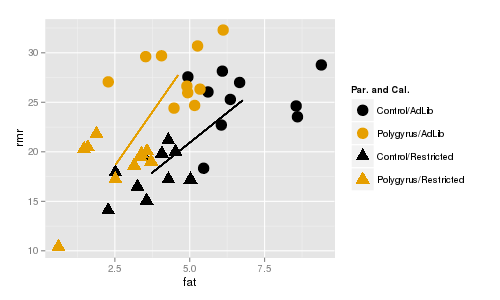 30
25
20
15
10
rmr
2.5 5.0 7.5
fat
Par. and Cal.
Control/AdLib
Polygyrus/AdLib
Control/Restricted
Polygyrus/Restricted